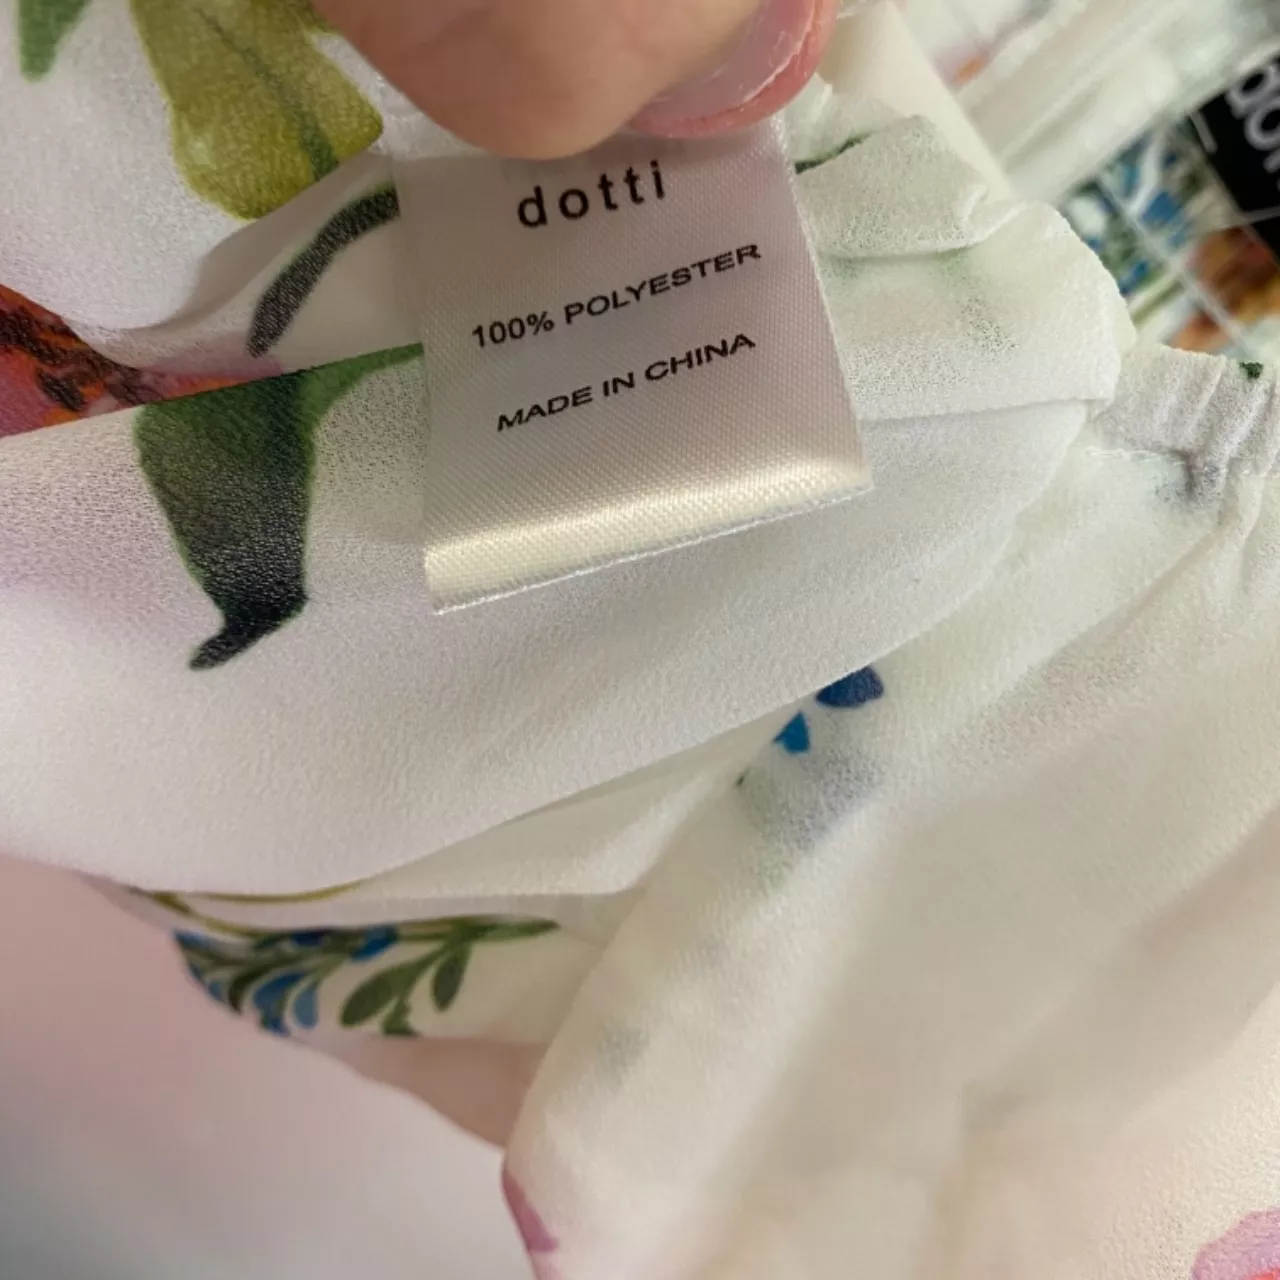 dotti
100% POLYESTER
MADE IN CHINA